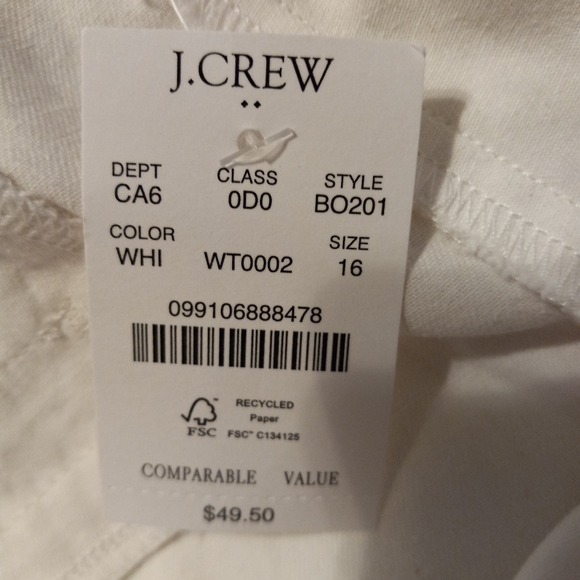 J.CREW
DEPT CLASS STYLE
CA6 0D0 BO201
COLOR SIZE
WHI WT0002 16
099106888478
RECYCLED
Paper
FSC FSC™ C134125
COMPARABLE VALUE
$49.50